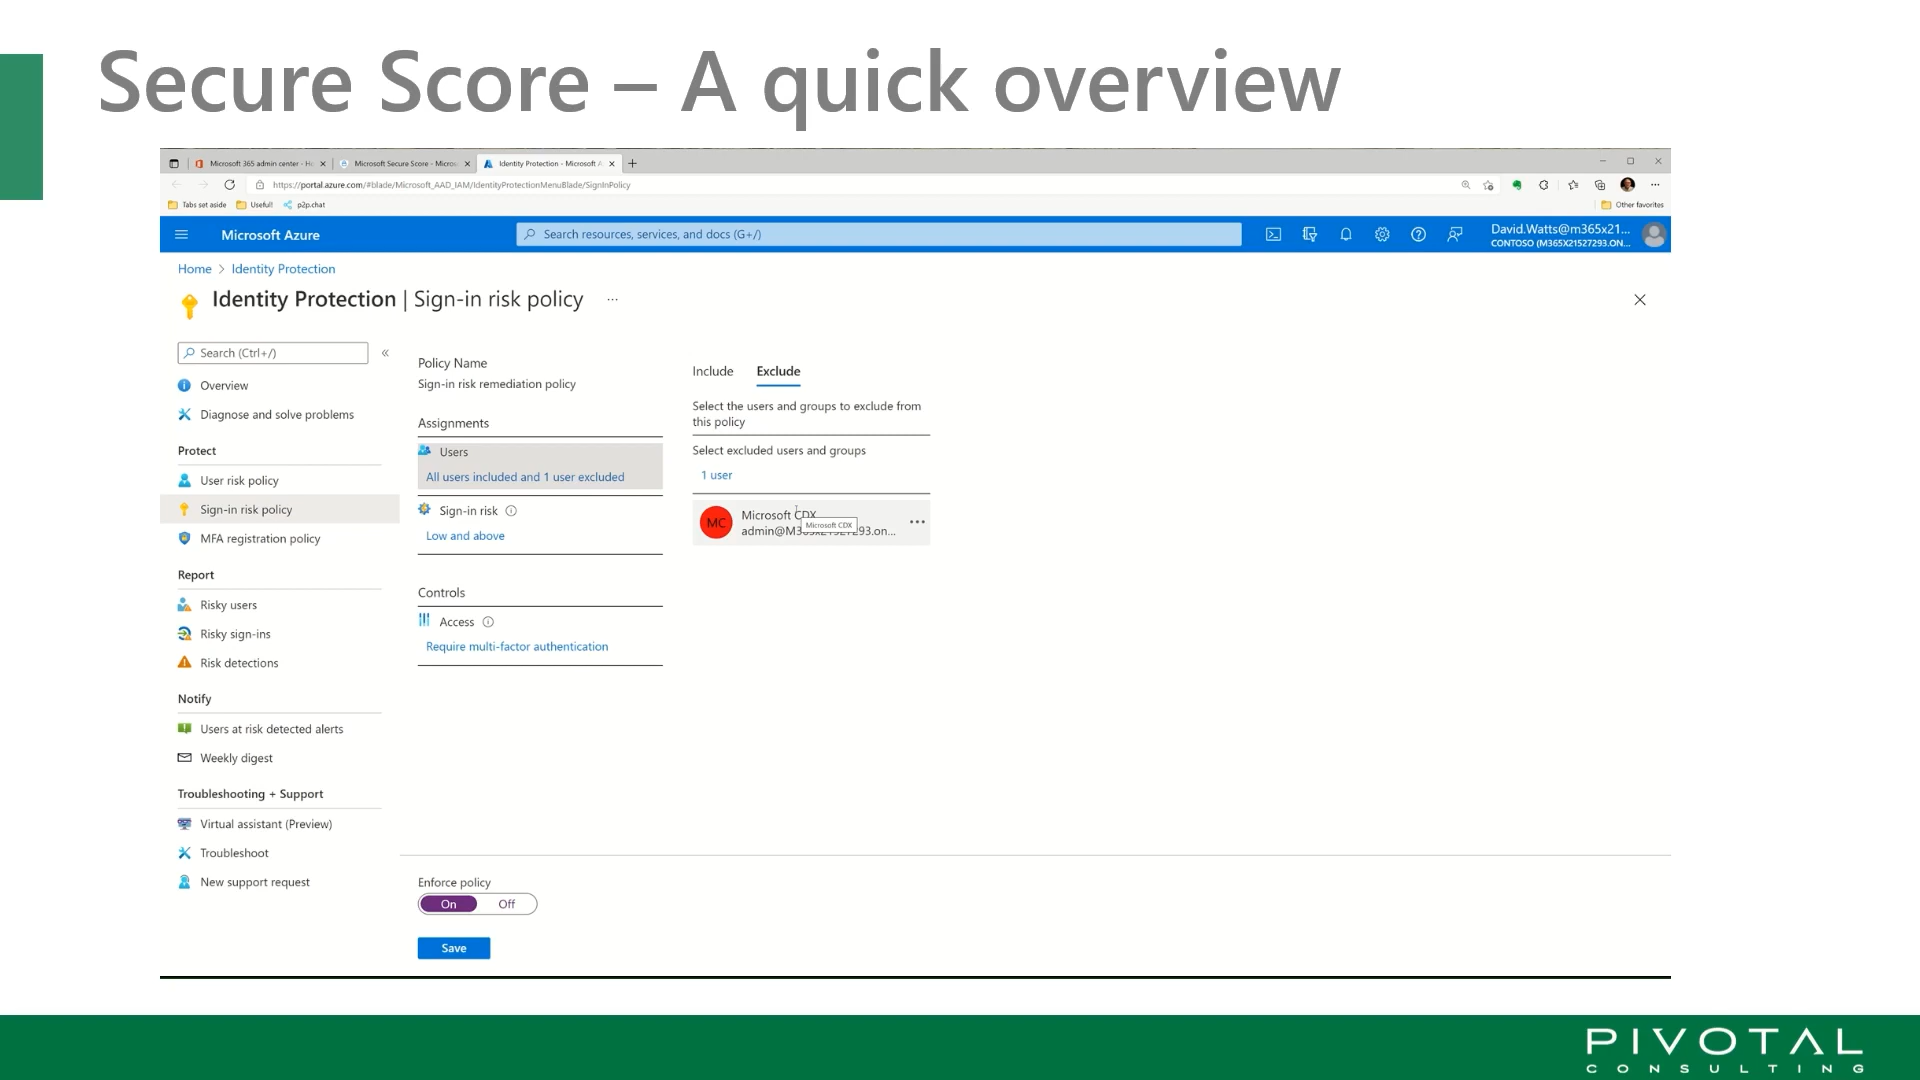 Secure Score – A quick overview
Microsoft 365 admin center - Ho
Microsoft Secure Score - Micros
Identity Protection - Microsoft A
https://portal.azure.com/#blade/Microsoft_AAD_IAM/IdentityProtectionMenuBlade/SignInPolicy
Tabs set aside
Useful!
p2p.chat
Other favorites
Microsoft Azure
Search resources, services, and docs (G+/)
David.Watts@m365x21...
CONTOSO (M365X21527293.ON...
Home > Identity Protection
Identity Protection | Sign-in risk policy ...
Search (Ctrl+/)
«
Overview
Diagnose and solve problems
Protect
User risk policy
Sign-in risk policy
MFA registration policy
Report
Risky users
Risky sign-ins
Risk detections
Notify
Users at risk detected alerts
Weekly digest
Troubleshooting + Support
Virtual assistant (Preview)
Troubleshoot
New support request
Policy Name
Sign-in risk remediation policy
Assignments
Users
All users included and 1 user excluded
Sign-in risk
Low and above
Controls
Access
Require multi-factor authentication
Include
Exclude
Select the users and groups to exclude from
this policy
Select excluded users and groups
1 user
MC
Microsoft CDX
Microsoft CDX
Enforce policy
On
Off
Save
PIVOTAL
CONSULTING